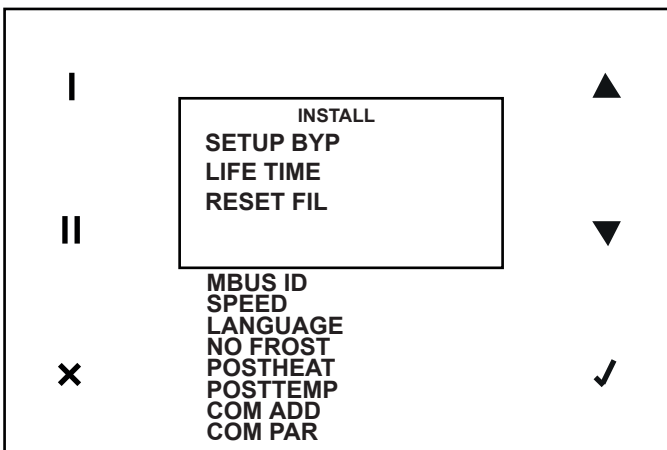 I
INSTALL
SETUP BYP
LIFE TIME
RESET FIL
II
MBUS ID
SPEED
LANGUAGE
NO FROST
POSTHEAT
POSTTEMP
COM ADD
COM PAR